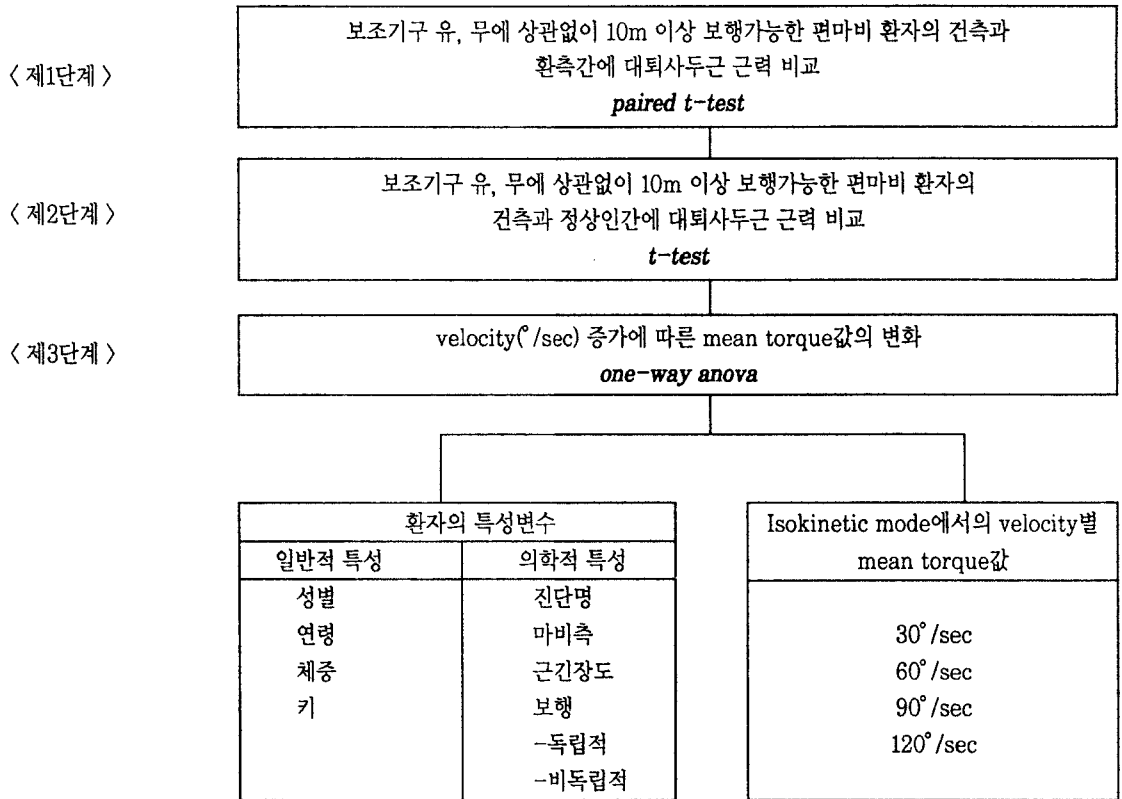 보조기구 유, 무에 상관없이 10m 이상 보행가능한 편마비 환자의 건측과
〈 제1단계 〉
환측간에 대퇴사두근 근력 비교
paired t-test
보조기구 유, 무에 상관없이 10m 이상 보행가능한 편마비 환자의
〈 제2단계 〉
건측과 정상인간에 대퇴사두근 근력 비교
t-test
〈 제3단계 〉
velocity(°/sec) 증가에 따른 mean torque값의 변화
one-way anova
환자의 특성변수
일반적 특성 의학적 특성
성별 진단명
연령 마비측
체중 근긴장도
키 보행
-독립적
-비독립적
Isokinetic mode에서의 velocity별
mean torque값
30°/sec
60°/sec
90°/sec
120°/sec